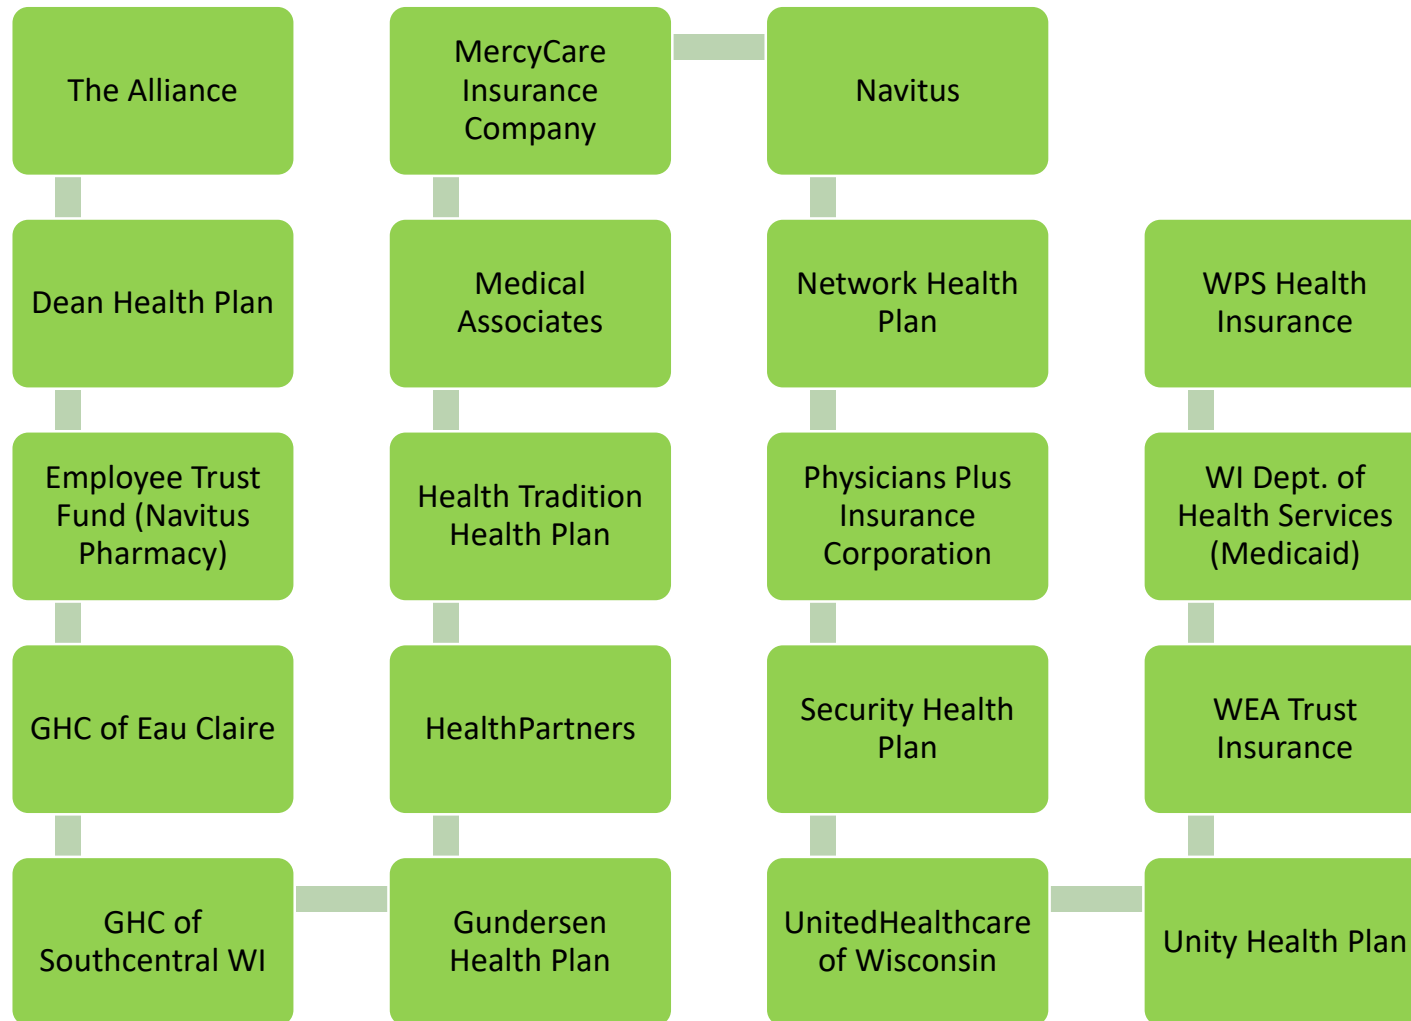 The Alliance
Dean Health Plan
Employee Trust
Fund (Navitus
Pharmacy)
GHC of Eau Claire
GHC of
Southcentral WI
Gundersen
Health Plan
HealthPartners
Health Tradition
Health Plan
Medical
Associates
MercyCare
Insurance
Company
Navitus
Network Health
Plan
Physicians Plus
Insurance
Corporation
Security Health
Plan
UnitedHealthcare
of Wisconsin
Unity Health Plan
WEA Trust
Insurance
WI Dept. of
Health Services
(Medicaid)
WPS Health
Insurance